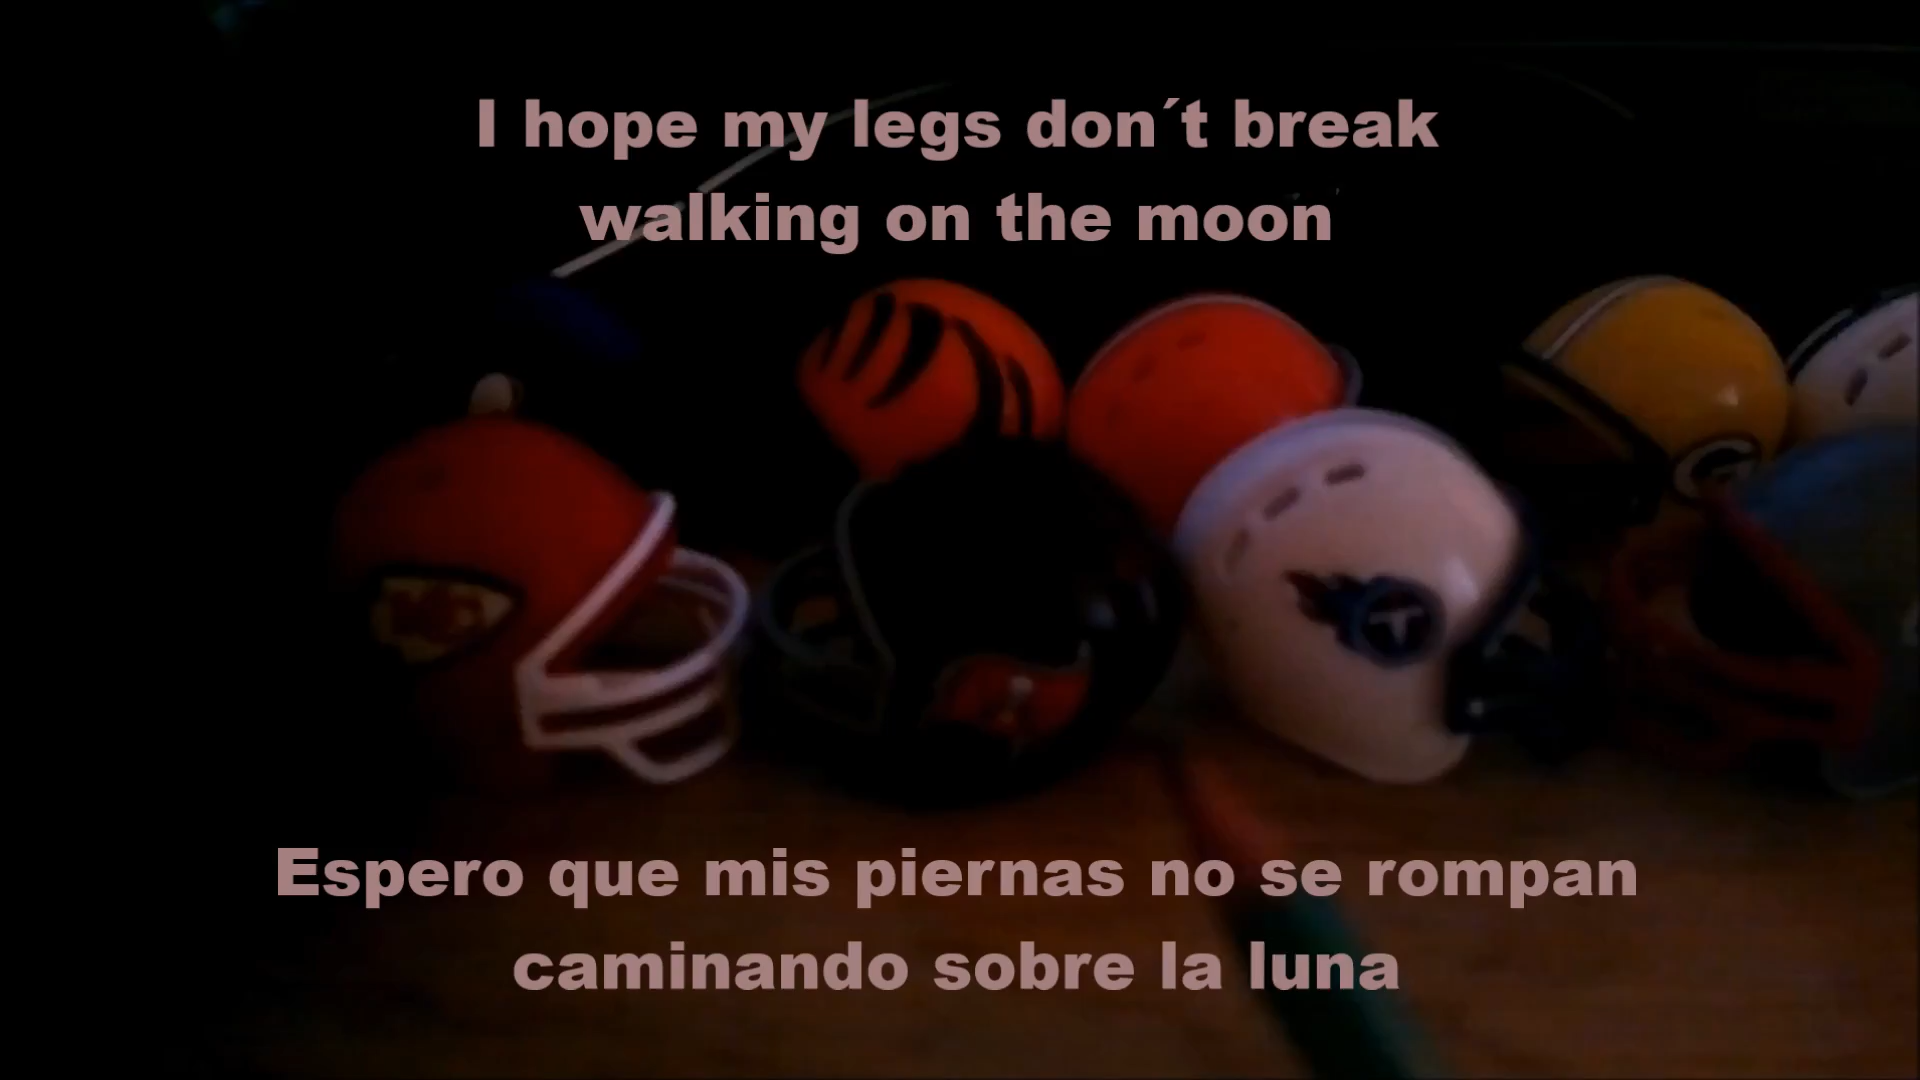 I hope my legs don´t break
walking on the moon
T
Espero que mis piernas no se rompan
caminando sobre la luna